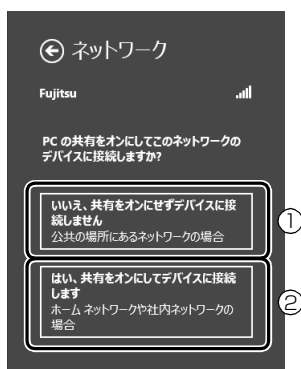 ネットワーク
Fujitsu
PC の共有をオンにしてこのネットワークの
デバイスに接続しますか?
いいえ、共有をオンにせずデバイスに接
続しません
公共の場所にあるネットワークの場合
①
はい、共有をオンにしてデバイスに接続
します
ホーム ネットワークや社内ネットワークの
場合
②